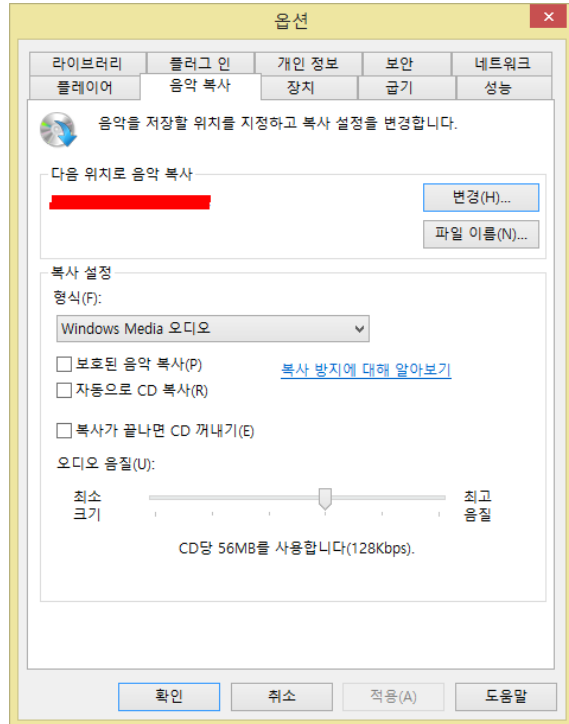 옵션
라이브러리 플러그 인 개인 정보 보안 네트워크
플레이어 음악 복사 장치 굽기 성능
음악을 저장할 위치를 지정하고 복사 설정을 변경합니다.
다음 위치로 음악 복사
변경(H)...
파일 이름(N)...
복사 설정
형식(F):
Windows Media 오디오
보호된 음악 복사(P)
복사 방지에 대해 알아보기
자동으로 CD 복사(R)
복사가 끝나면 CD 꺼내기(E)
오디오 음질(U):
최소
크기
최고
음질
CD당 56MB를 사용합니다(128Kbps).
확인 취소 적용(A) 도움말